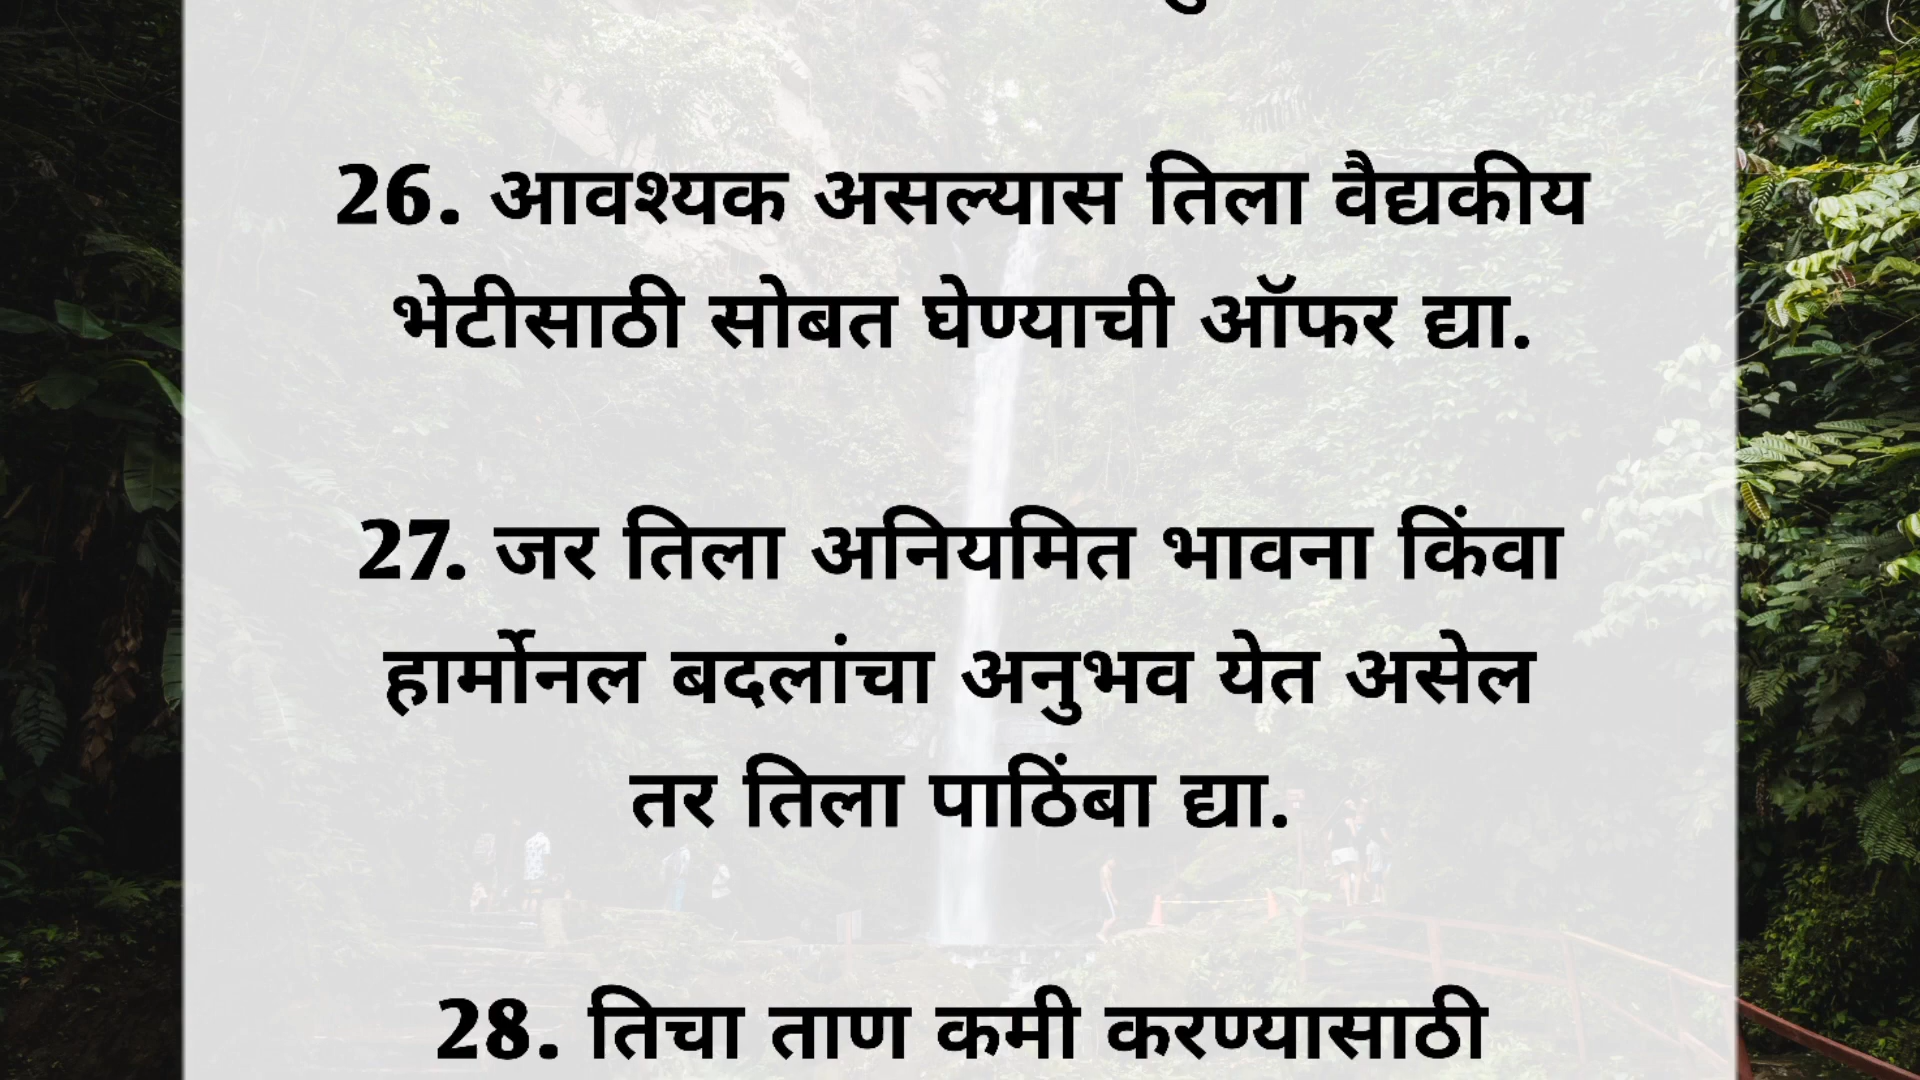 26. आवश्यक असल्यास तिला वैद्यकीय
भेटीसाठी सोबत घेण्याची ऑफर द्या.
27. जर तिला अनियमित भावना किंवा
हार्मोनल बदलांचा अनुभव येत असेल
तर तिला पाठिंबा द्या.
28. तिचा ताण कमी करण्यासाठी